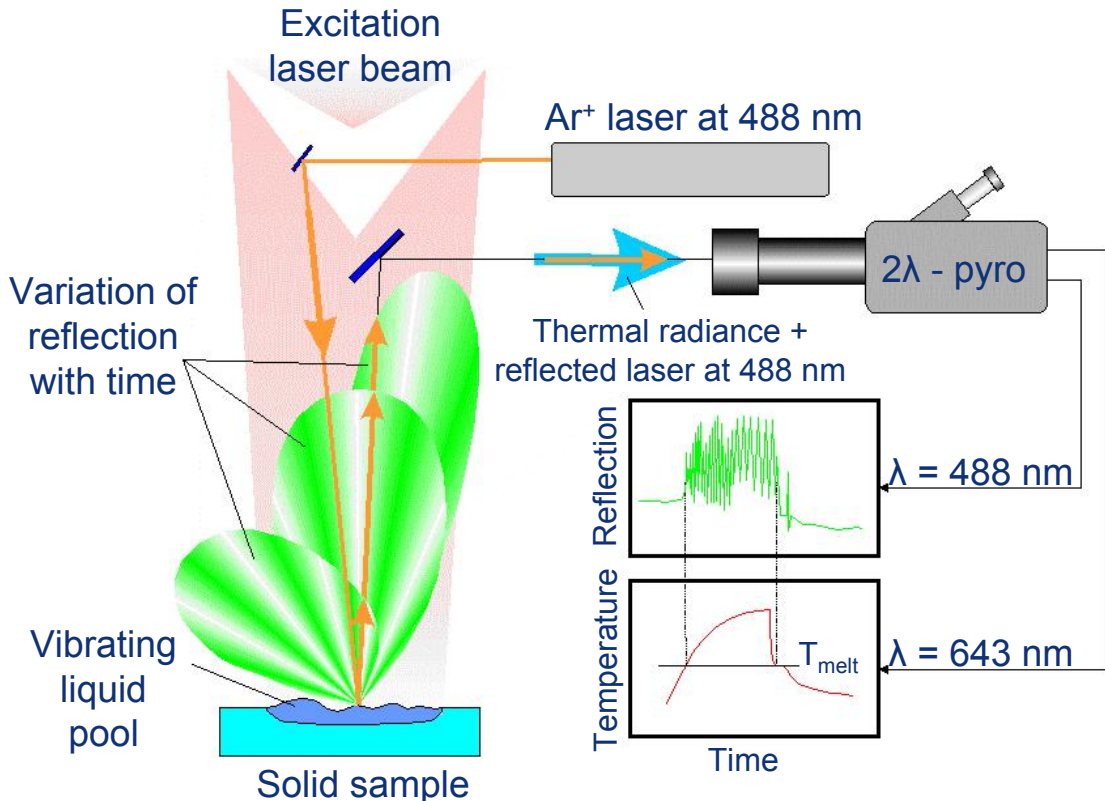 Excitation
laser beam
Ar⁺ laser at 488 nm
2λ - pyro
Variation of
reflection
with time
Thermal radiance +
reflected laser at 488 nm
Reflection
λ = 488 nm
Temperature
T_melt
λ = 643 nm
Time
Vibrating
liquid
pool
Solid sample